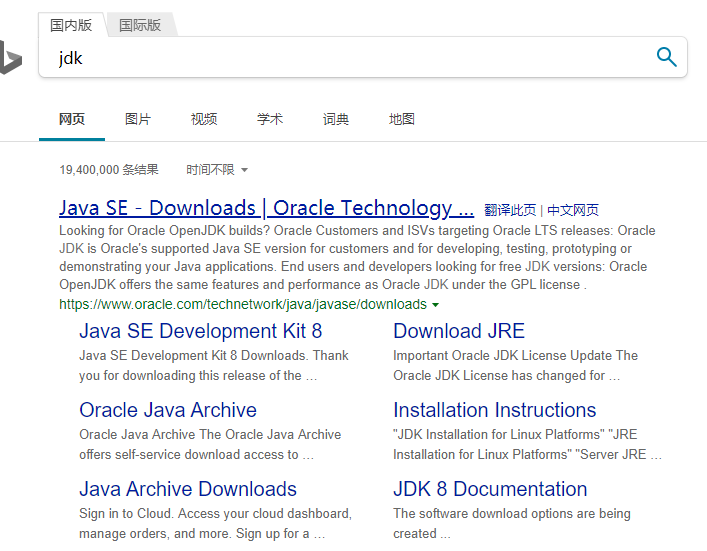 国内版 国际版
jdk
网页 图片 视频 学术 词典 地图
19,400,000 条结果 时间不限
Java SE - Downloads | Oracle Technology ... 翻译此页 | 中文网页
Looking for Oracle OpenJDK builds? Oracle Customers and ISVs targeting Oracle LTS releases: Oracle
JDK is Oracle's supported Java SE version for customers and for developing, testing, prototyping or
demonstrating your Java applications. End users and developers looking for free JDK versions: Oracle
OpenJDK offers the same features and performance as Oracle JDK under the GPL license .
https://www.oracle.com/technetwork/java/javase/downloads
Java SE Development Kit 8
Java SE Development Kit 8 Downloads. Thank
you for downloading this release of the …
Download JRE
Important Oracle JDK License Update The
Oracle JDK License has changed for …
Oracle Java Archive
Oracle Java Archive The Oracle Java Archive
offers self-service download access to …
Installation Instructions
"JDK Installation for Linux Platforms" "JRE
Installation for Linux Platforms" "Server JRE …
Java Archive Downloads
Sign in to Cloud. Access your cloud dashboard,
manage orders, and more. Sign up for a …
JDK 8 Documentation
The software download options are being
created ...